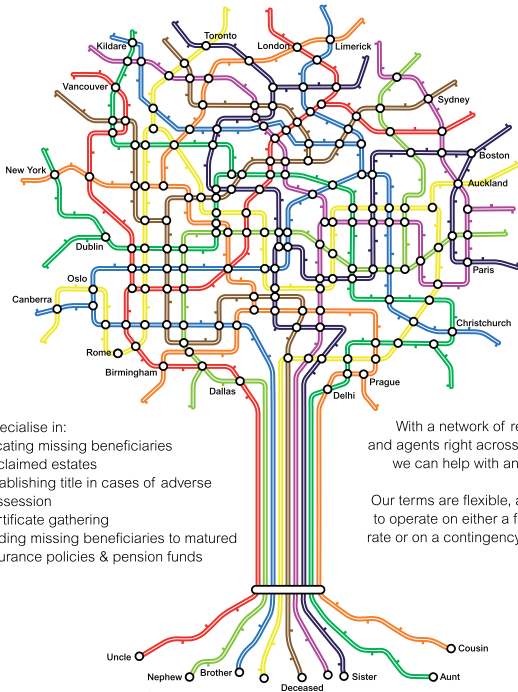 Toronto
Kildare
London
Limerick
Vancouver
Sydney
Boston
New York
Auckland
Dublin
Paris
Oslo
Canberra
Christchurch
Rome
Birmingham
Prague
Dallas
Delhi
ecialise in:
cating missing beneficiaries
claimed estates
tablishing title in cases of adverse
ssession
rtificate gathering
ding missing beneficiaries to matured
urance policies & pension funds
With a network of re
and agents right across
we can help with an
Our terms are flexible, a
to operate on either a f
rate or on a contingency
Uncle
Cousin
Nephew
Brother
Deceased
Sister
Aunt